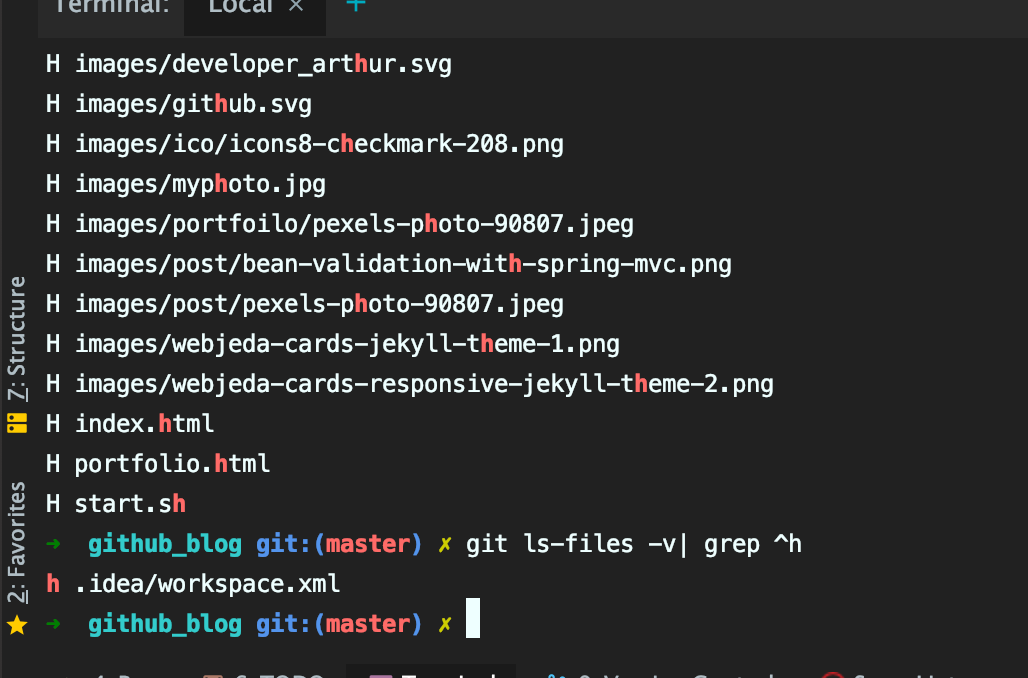 Terminal: Local × +
H images/developer_arthur.svg
H images/github.svg
H images/ico/icons8-checkmark-208.png
H images/myphoto.jpg
H images/portfoilo/pexels-photo-90807.jpeg
H images/post/bean-validation-with-spring-mvc.png
H images/post/pexels-photo-90807.jpeg
H images/webjeda-cards-jekyll-theme-1.png
H images/webjeda-cards-responsive-jekyll-theme-2.png
H index.html
H portfolio.html
H start.sh
➜ github_blog git:(master) ✗ git ls-files -v| grep ^h
h .idea/workspace.xml
➜ github_blog git:(master) ✗
7: Structure
2: Favorites